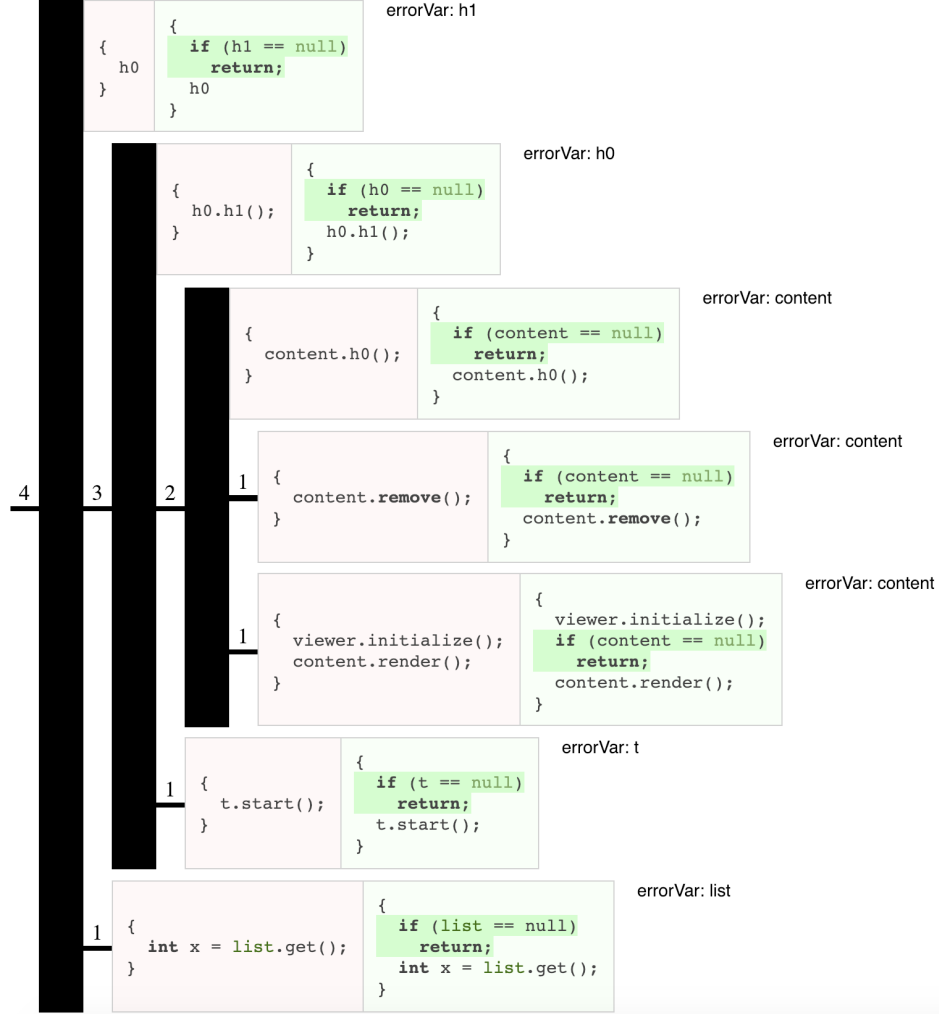 errorVar: h1
{
h0
}
{
if (h1 == null)
return;
h0
}
errorVar: h0
{
h0.h1();
}
{
if (h0 == null)
return;
h0.h1();
}
errorVar: content
{
content.h0();
}
{
if (content == null)
return;
content.h0();
}
errorVar: content
1
{
content.remove();
}
{
if (content == null)
return;
content.remove();
}
4
3
2
errorVar: content
1
{
viewer.initialize();
content.render();
}
{
viewer.initialize();
if (content == null)
return;
content.render();
}
errorVar: t
1
{
t.start();
}
{
if (t == null)
return;
t.start();
}
errorVar: list
1
{
int x = list.get();
}
{
if (list == null)
return;
int x = list.get();
}